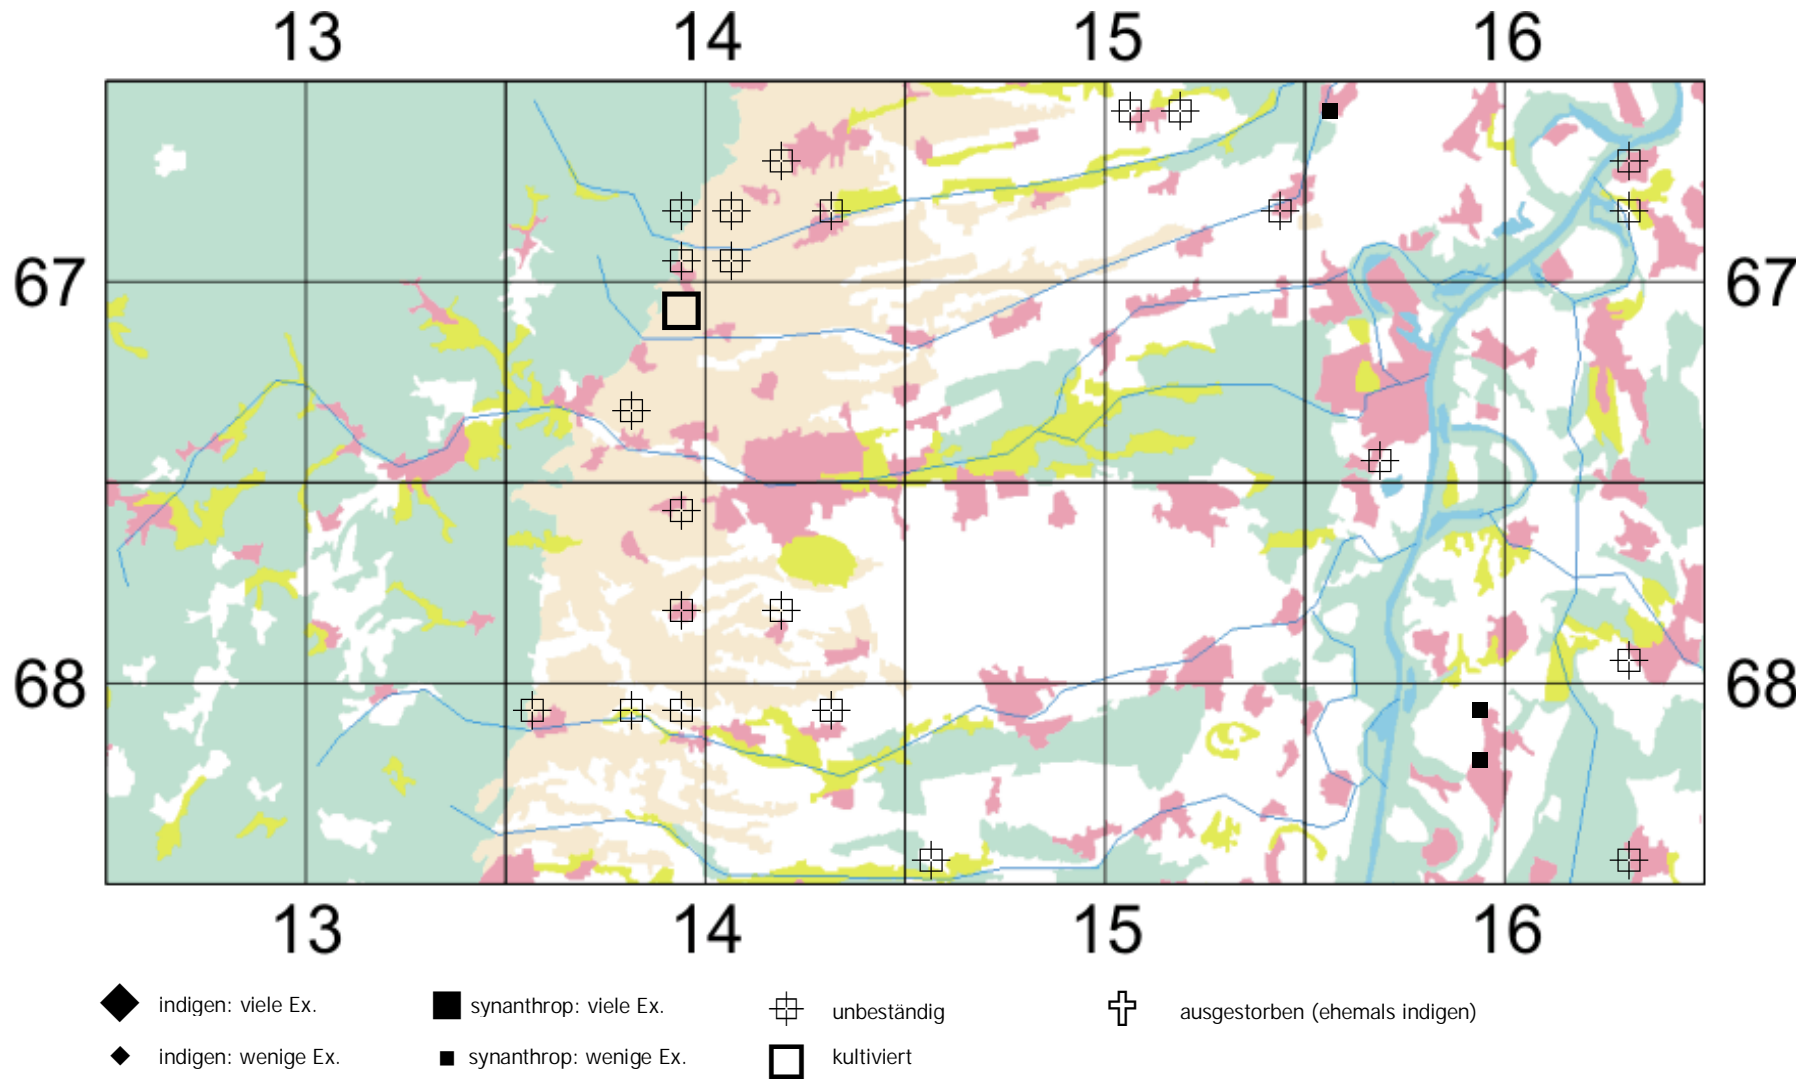 13 14 15 16
67 67
68 68
13 14 15 16
indigen: viele Ex. synanthrop: viele Ex. unbeständig ausgestorben (ehemals indigen)
indigen: wenige Ex. synanthrop: wenige Ex. kultiviert